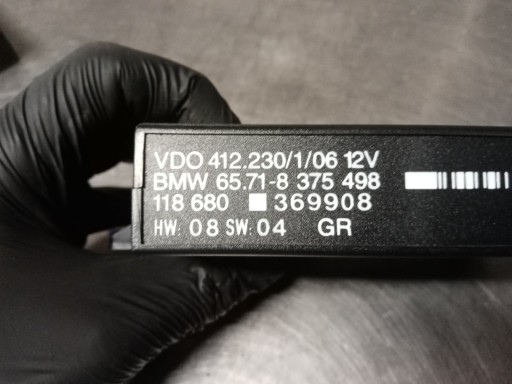 VDO 412.230/1/06 12V
BMW 65.71-8 375 498
118 680 369908
HW: 08 SW: 04 GR